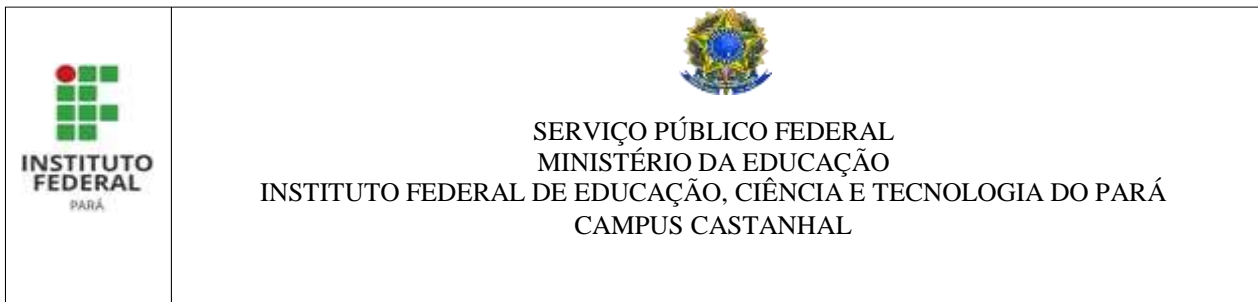 INSTITUTO
FEDERAL
PARÁ
SERVIÇO PÚBLICO FEDERAL
MINISTÉRIO DA EDUCAÇÃO
INSTITUTO FEDERAL DE EDUCAÇÃO, CIÊNCIA E TECNOLOGIA DO PARÁ
CAMPUS CASTANHAL